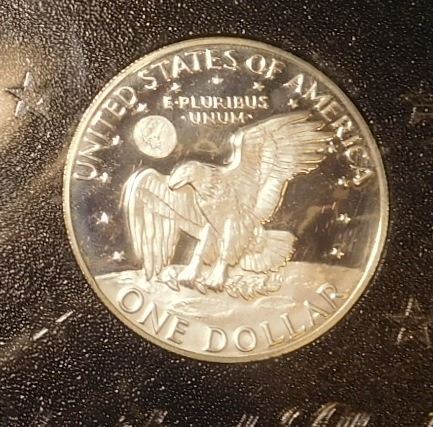 UNITED STATES OF AMERICA
E·PLURIBUS
·UNUM·
ONE DOLLAR